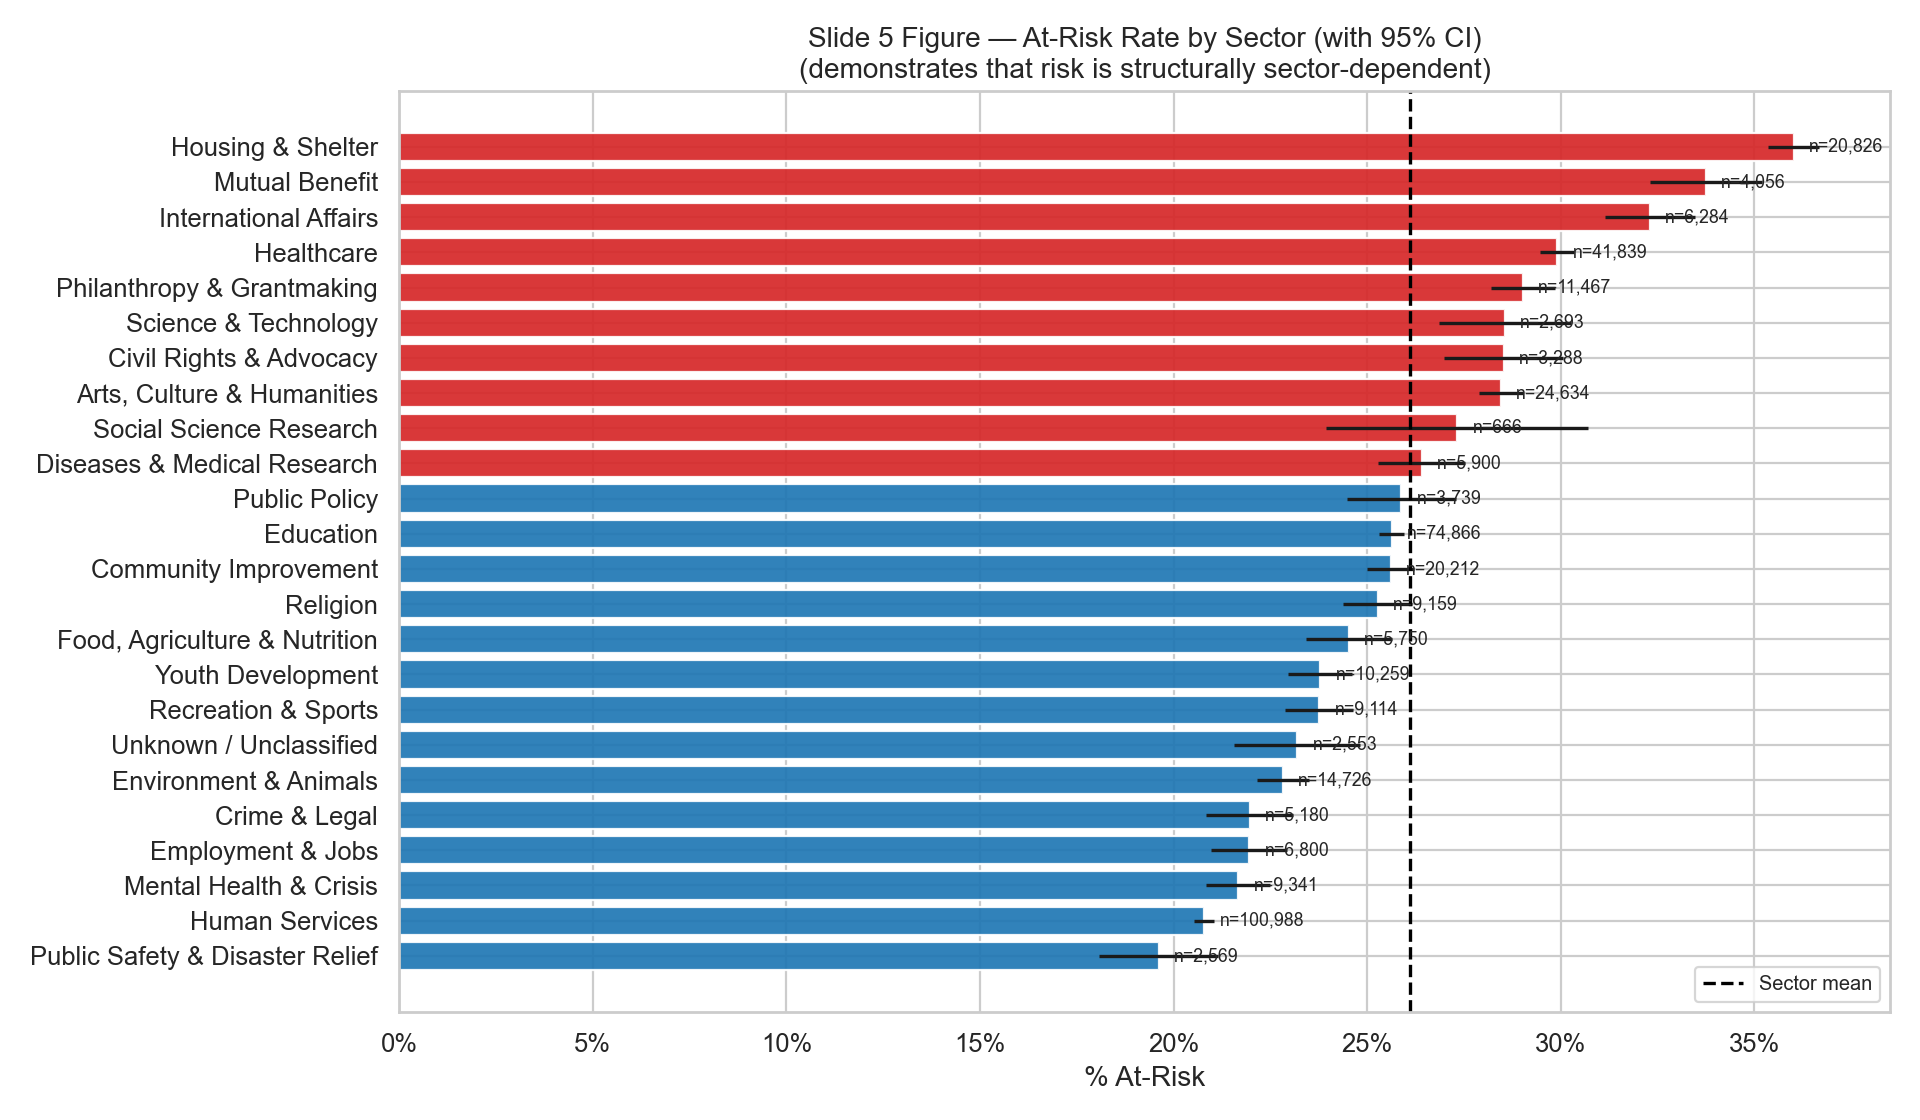 Slide 5 Figure — At-Risk Rate by Sector (with 95% CI)
(demonstrates that risk is structurally sector-dependent)
Housing & Shelter n=20,826
Mutual Benefit n=4,056
International Affairs n=6,284
Healthcare n=41,839
Philanthropy & Grantmaking n=11,467
Science & Technology n=2,693
Civil Rights & Advocacy n=3,288
Arts, Culture & Humanities n=24,634
Social Science Research n=666
Diseases & Medical Research n=5,900
Public Policy n=3,739
Education n=74,866
Community Improvement n=20,212
Religion n=9,159
Food, Agriculture & Nutrition n=5,750
Youth Development n=10,259
Recreation & Sports n=9,114
Unknown / Unclassified n=2,553
Environment & Animals n=14,726
Crime & Legal n=5,180
Employment & Jobs n=6,800
Mental Health & Crisis n=9,341
Human Services n=100,988
Public Safety & Disaster Relief n=2,569
Sector mean
0% 5% 10% 15% 20% 25% 30% 35%
% At-Risk